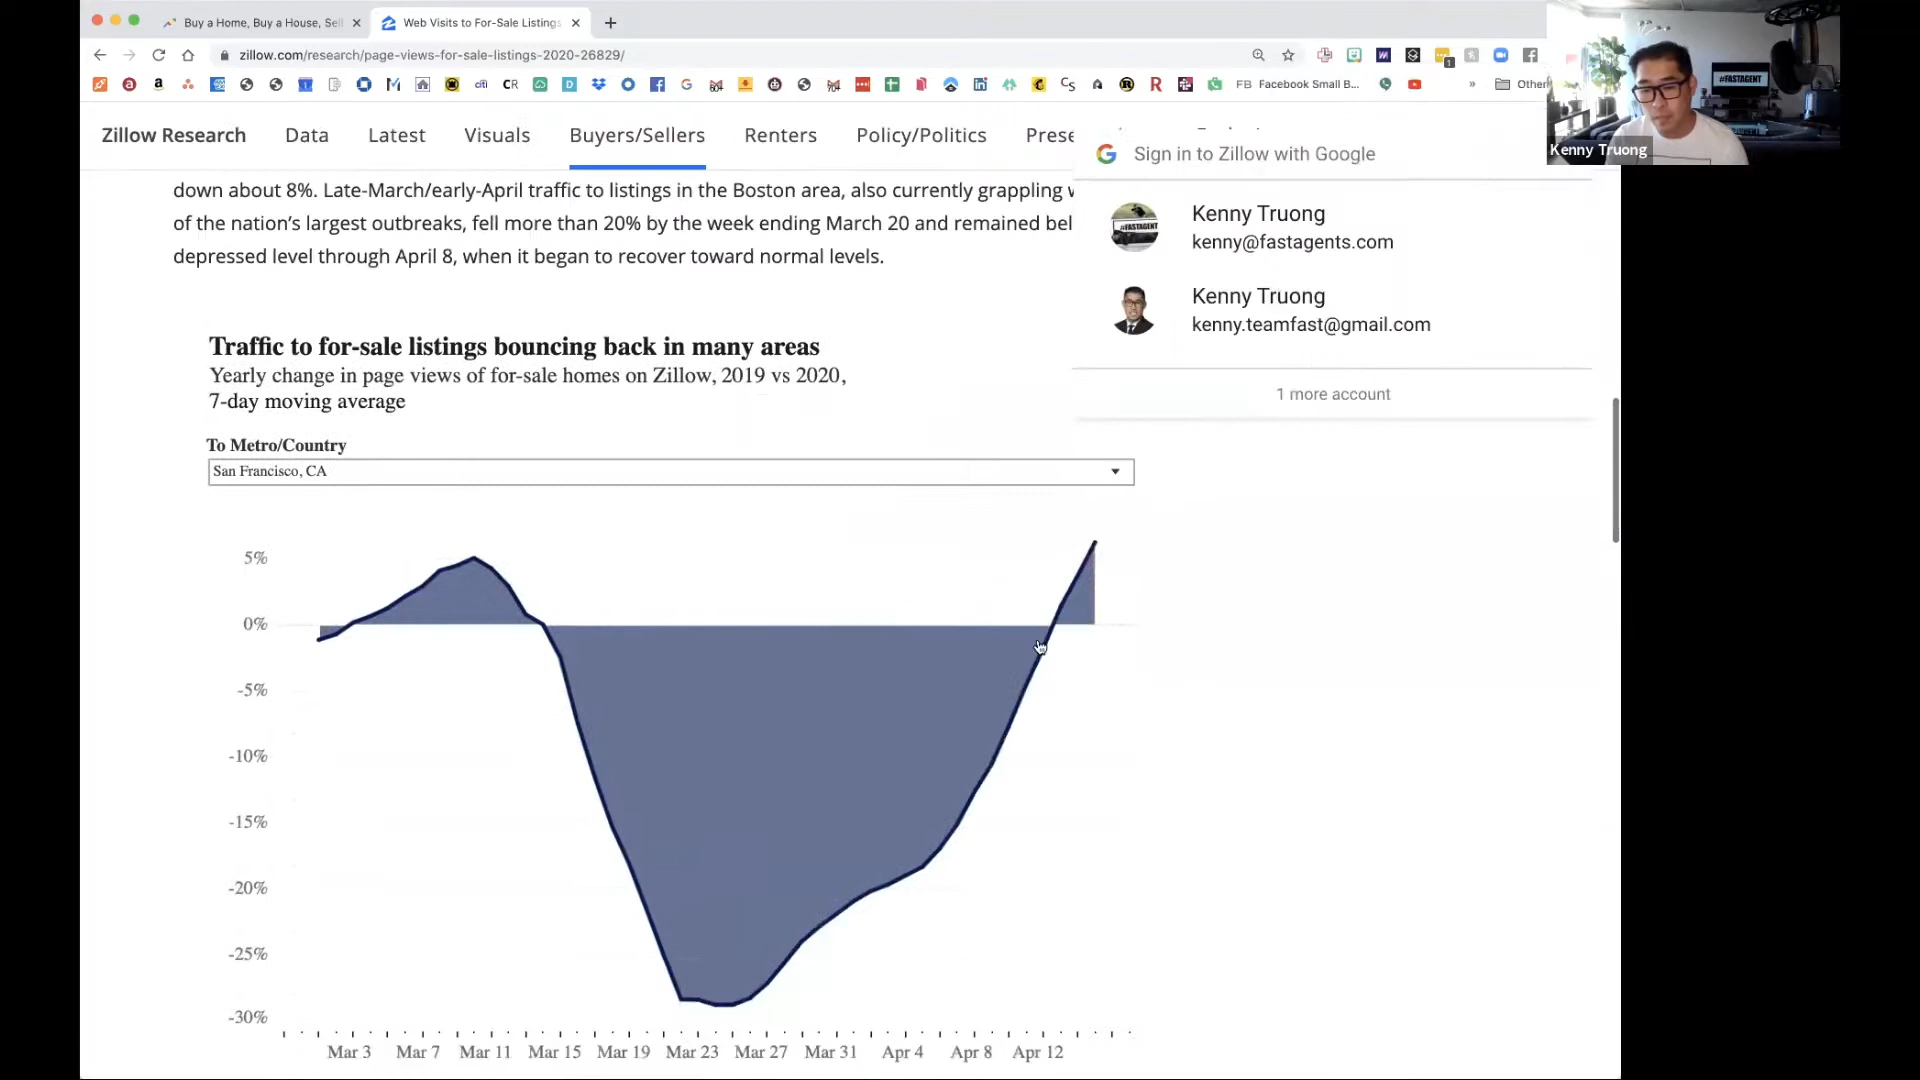 Buy a Home, Buy a House, Sel
Web Visits to For-Sale Listings
zillow.com/research/page-views-for-sale-listings-2020-26829/
citi
CR
FB Facebook Small B...
Other
#FASTAGENT
Kenny Truong
Zillow Research
Data
Latest
Visuals
Buyers/Sellers
Renters
Policy/Politics
Prese
Sign in to Zillow with Google
Kenny Truong
kenny@fastagents.com
Kenny Truong
kenny.teamfast@gmail.com
1 more account
down about 8%. Late-March/early-April traffic to listings in the Boston area, also currently grappling
of the nation's largest outbreaks, fell more than 20% by the week ending March 20 and remained bel
depressed level through April 8, when it began to recover toward normal levels.
Traffic to for-sale listings bouncing back in many areas
Yearly change in page views of for-sale homes on Zillow, 2019 vs 2020,
7-day moving average
To Metro/Country
San Francisco, CA
5%
0%
-5%
-10%
-15%
-20%
-25%
-30%
Mar 3
Mar 7
Mar 11
Mar 15
Mar 19
Mar 23
Mar 27
Mar 31
Apr 4
Apr 8
Apr 12